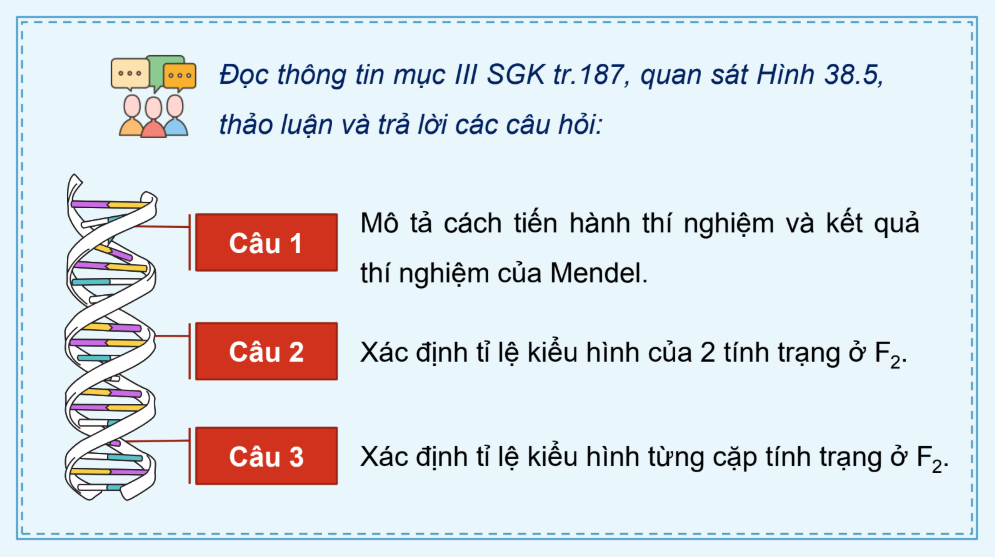 Đọc thông tin mục III SGK tr.187, quan sát Hình 38.5,
thảo luận và trả lời các câu hỏi:
Câu 1
Mô tả cách tiến hành thí nghiệm và kết quả
thí nghiệm của Mendel.
Câu 2
Xác định tỉ lệ kiểu hình của 2 tính trạng ở F₂.
Câu 3
Xác định tỉ lệ kiểu hình từng cặp tính trạng ở F₂.